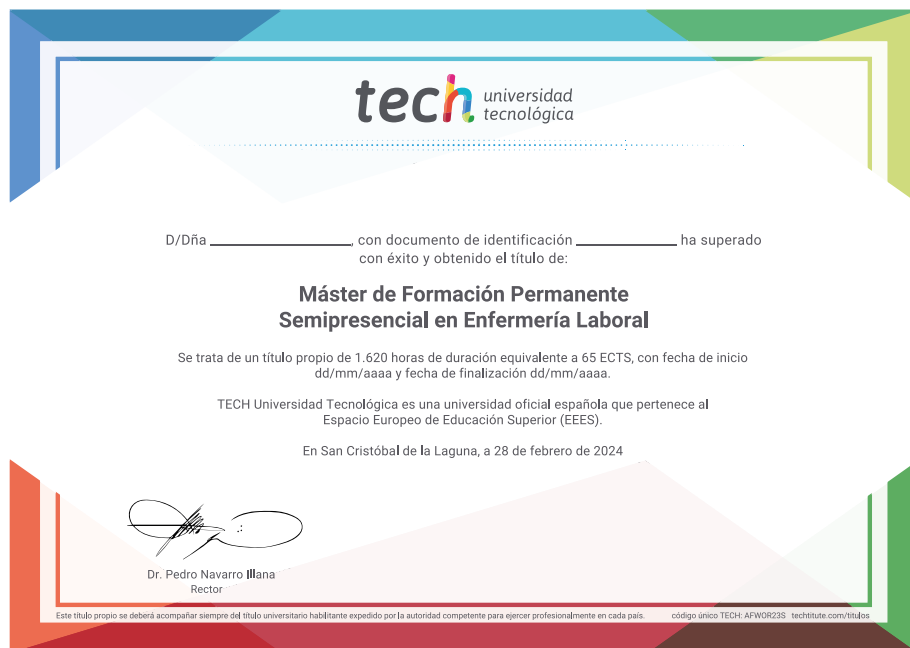 tech universidad
tecnológica
D/Dña ____________, con documento de identificación ____________ ha superado
con éxito y obtenido el título de:
Máster de Formación Permanente
Semipresencial en Enfermería Laboral
Se trata de un título propio de 1.620 horas de duración equivalente a 65 ECTS, con fecha de inicio
dd/mm/aaaa y fecha de finalización dd/mm/aaaa.
TECH Universidad Tecnológica es una universidad oficial española que pertenece al
Espacio Europeo de Educación Superior (EEES).
En San Cristóbal de la Laguna, a 28 de febrero de 2024
Dr. Pedro Navarro Illana
Rector
Este título propio se deberá acompañar siempre del título universitario habilitante expedido por la autoridad competente para ejercer profesionalmente en cada país. código único TECH: AFWOR23S techtitute.com/titulos